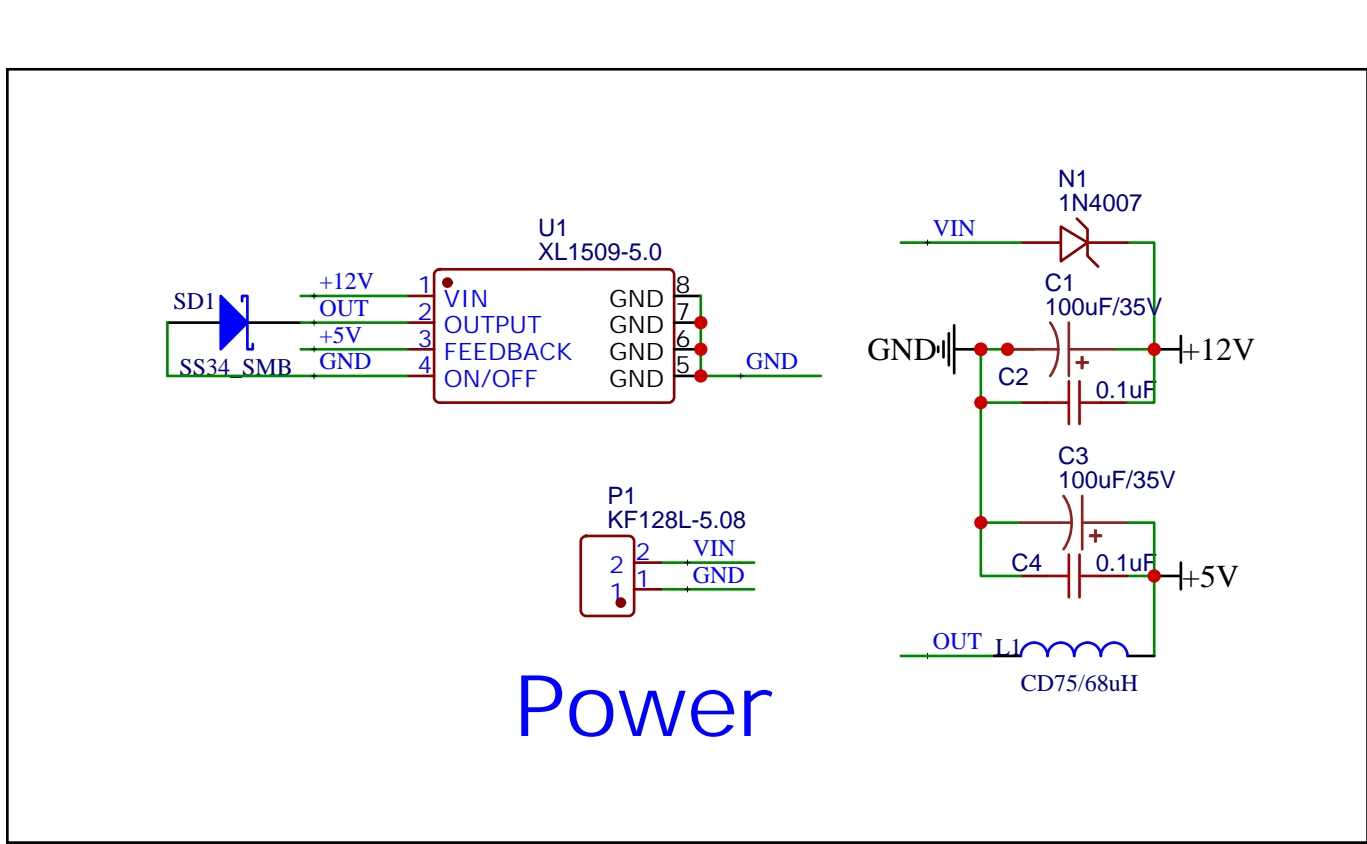 N1
1N4007
VIN
U1
XL1509-5.0
+12V
1
VIN
GND
8
SD1
OUT
2
OUTPUT
GND
7
+5V
3
FEEDBACK
GND
6
SS34_SMB
GND
4
ON/OFF
GND
5
GND
C1
100uF/35V
GND
+
+12V
C2
0.1uF
C3
100uF/35V
+
C4
0.1uF
+5V
P1
KF128L-5.08
2
2
VIN
1
1
GND
OUT
L1
CD75/68uH
Power